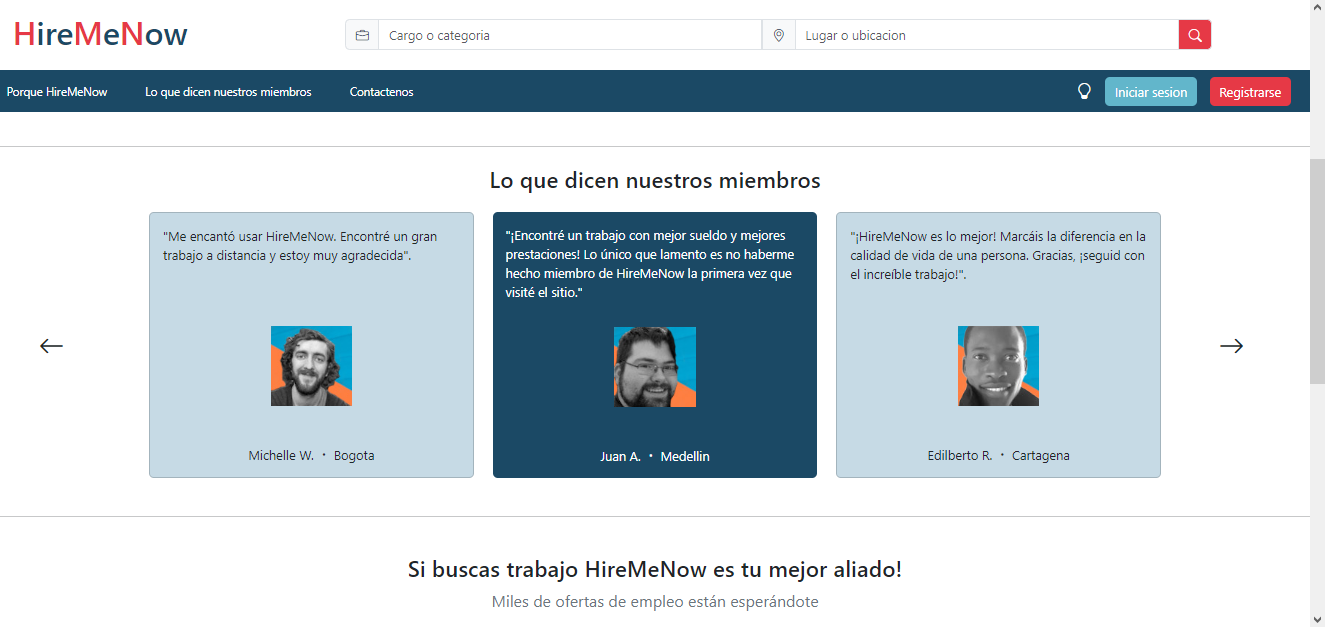 HireMeNow
Cargo o categoria
Lugar o ubicacion
Porque HireMeNow
Lo que dicen nuestros miembros
Contactenos
Iniciar sesion
Registrarse
Lo que dicen nuestros miembros
"Me encantó usar HireMeNow. Encontré un gran
trabajo a distancia y estoy muy agradecida".
Michelle W. • Bogota
"¡Encontré un trabajo con mejor sueldo y mejores
prestaciones! Lo único que lamento es no haberme
hecho miembro de HireMeNow la primera vez que
visité el sitio."
Juan A. • Medellin
"¡HireMeNow es lo mejor! Marcáis la diferencia en la
calidad de vida de una persona. Gracias, ¡seguid con
el increíble trabajo!".
Edilberto R. • Cartagena
Si buscas trabajo HireMeNow es tu mejor aliado!
Miles de ofertas de empleo están esperándote